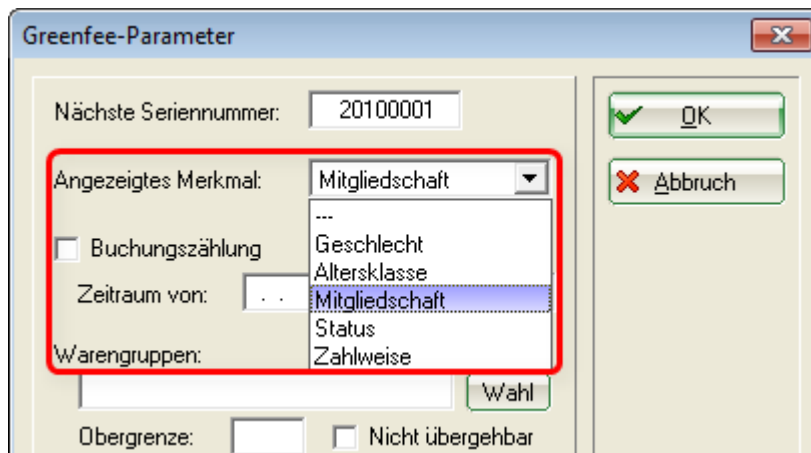 Greenfee-Parameter
Nächste Seriennummer: 20100001
OK
Angezeigtes Merkmal: Mitgliedschaft
Abbruch
---
Geschlecht
Buchungszählung
Altersklasse
Zeitraum von: . .
Mitgliedschaft
Status
Warengruppen:
Zahlweise
Wahl
Obergrenze:
Nicht übergehbar